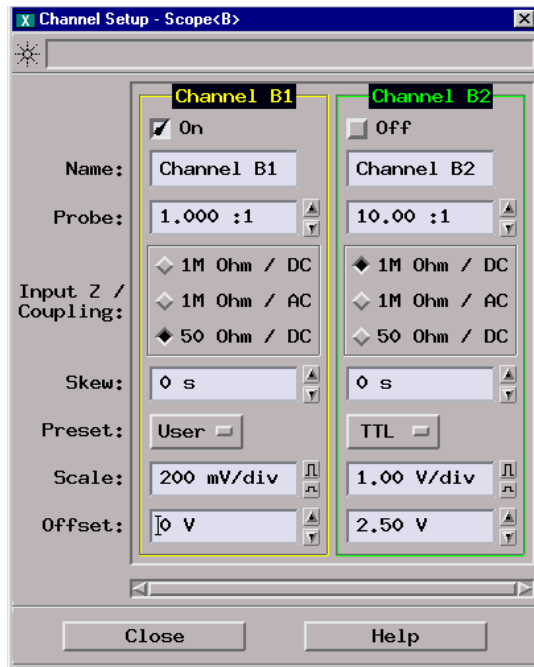 X Channel Setup - Scope<B>
Channel B1 Channel B2
On Off
Name: Channel B1 Channel B2
Probe: 1.000 :1 10.00 :1
1M Ohm / DC 1M Ohm / DC
Input Z / Coupling: 1M Ohm / AC 1M Ohm / AC
50 Ohm / DC 50 Ohm / DC
Skew: 0 s 0 s
Preset: User TTL
Scale: 200 mV/div 1.00 V/div
Offset: 0 V 2.50 V
Close Help